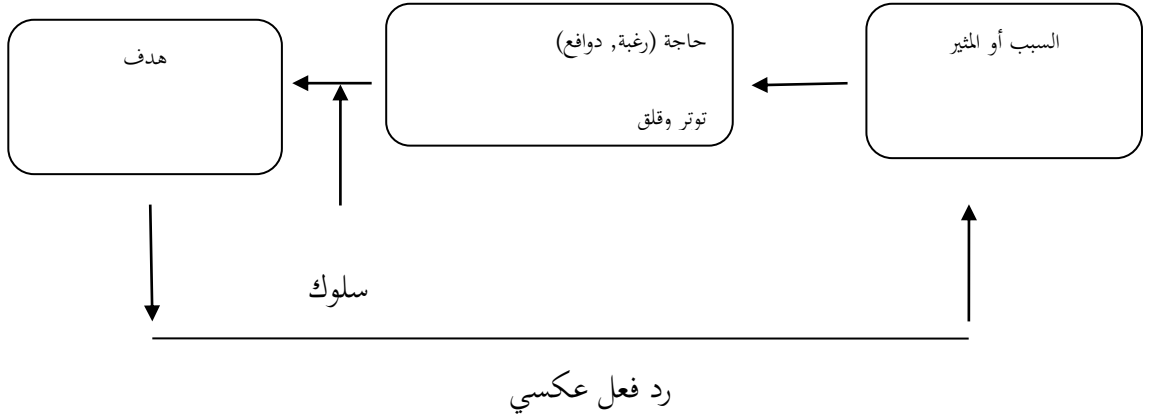 السبب أو المثير
حاجة (رغبة, دوافع)
توتر وقلق
هدف
سلوك
رد فعل عكسي